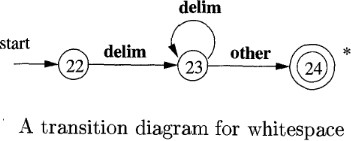 delim
start
delim
other
*
22
23
24
A transition diagram for whitespace